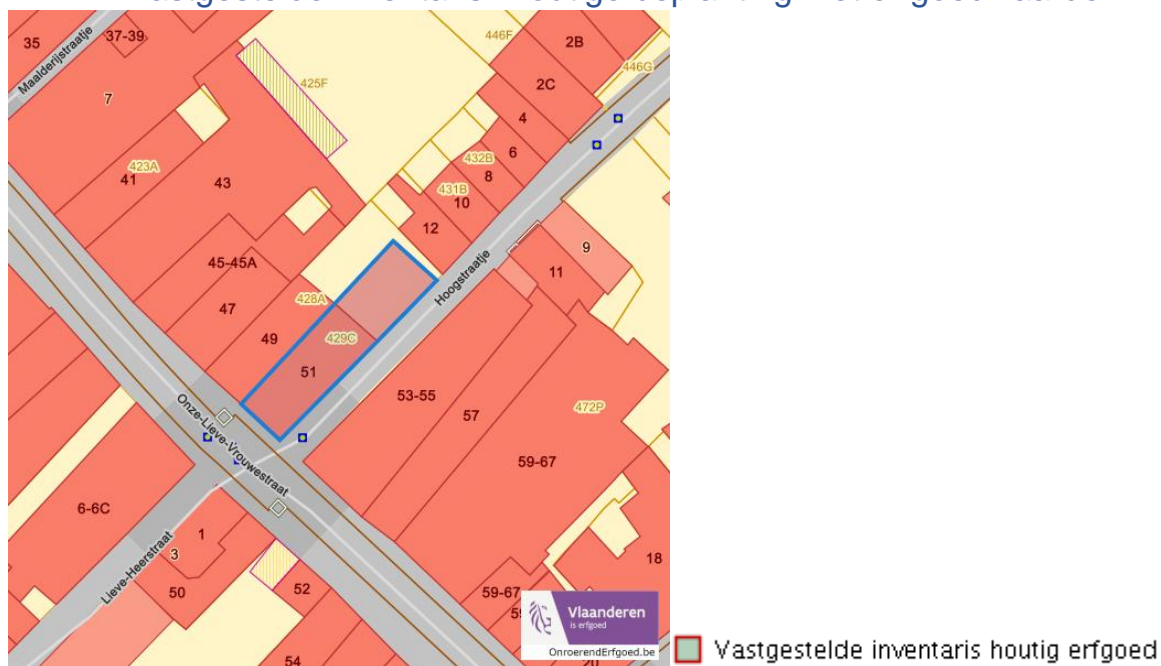 35
37-39
Maalderijstraatje
7
425F
446F
2B
446G
2C
4
6
432B
8
431B
10
12
423A
41
43
45-45A
47
428A
49
429C
51
Hoogstraatje
9
11
53-55
57
472P
59-67
Onze-Lieve-Vrouwestraat
6-6C
1
3
Lieve-Heerstraat
50
52
54
59-67
18
20
Vlaanderen
is erfgoed
OnroerendErfgoed.be
Vastgestelde inventaris houtig erfgoed